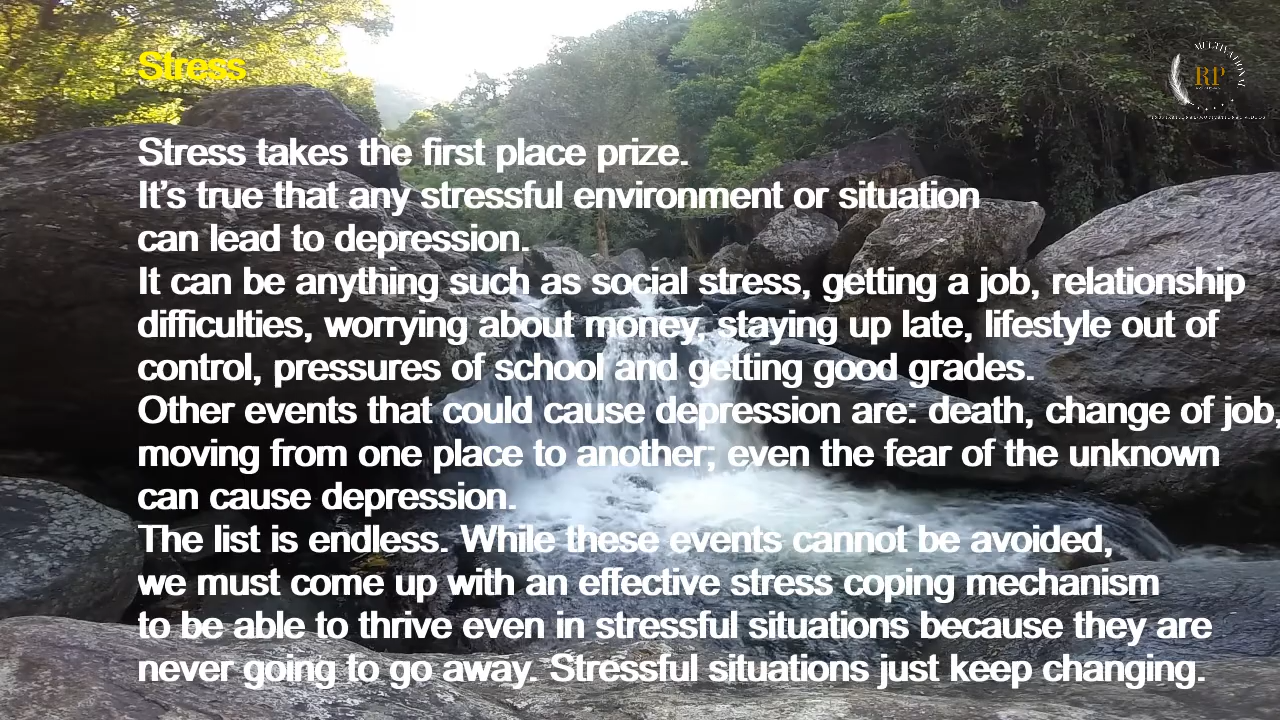 Stress
MULTIVATIONAL
RP
Stress takes the first place prize.
It’s true that any stressful environment or situation
can lead to depression.
It can be anything such as social stress, getting a job, relationship
difficulties, worrying about money, staying up late, lifestyle out of
control, pressures of school and getting good grades.
Other events that could cause depression are: death, change of job,
moving from one place to another; even the fear of the unknown
can cause depression.
The list is endless. While these events cannot be avoided,
we must come up with an effective stress coping mechanism
to be able to thrive even in stressful situations because they are
never going to go away. Stressful situations just keep changing.